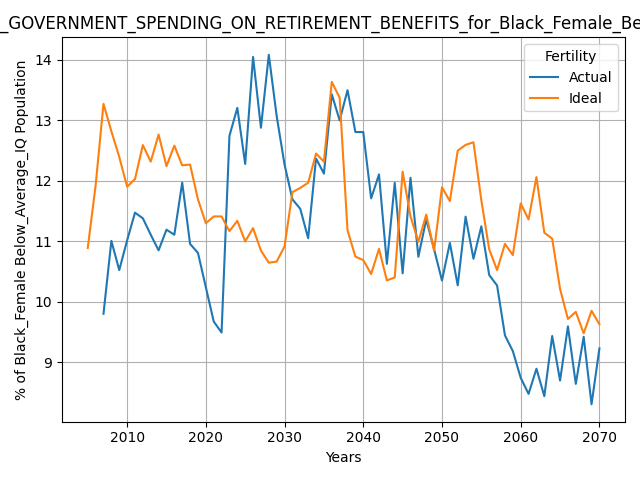 _GOVERNMENT_SPENDING_ON_RETIREMENT_BENEFITS_for_Black_Female_Be
Fertility
Actual
Ideal
% of Black_Female Below_Average_IQ Population
14
13
12
11
10
9
2010 2020 2030 2040 2050 2060 2070
Years